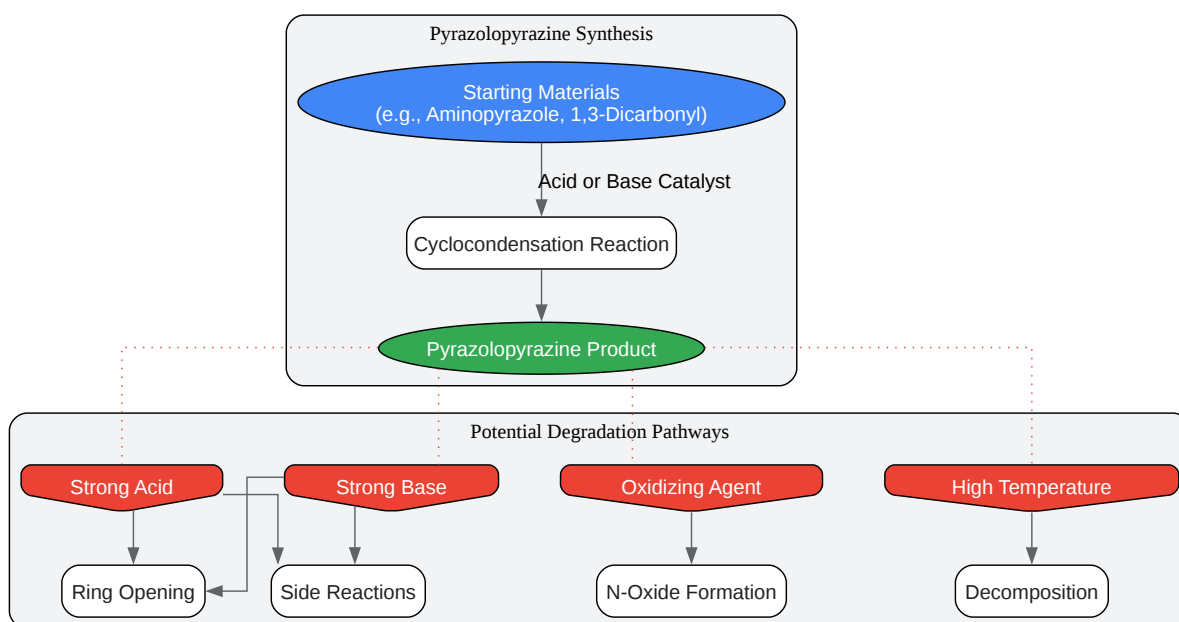 Pyrazolopyrazine Synthesis
Starting Materials
(e.g., Aminopyrazole, 1,3-Dicarbonyl)
Acid or Base Catalyst
Cyclocondensation Reaction
Pyrazolopyrazine Product
Potential Degradation Pathways
Strong Acid
Strong Base
Oxidizing Agent
High Temperature
Ring Opening
Side Reactions
N-Oxide Formation
Decomposition